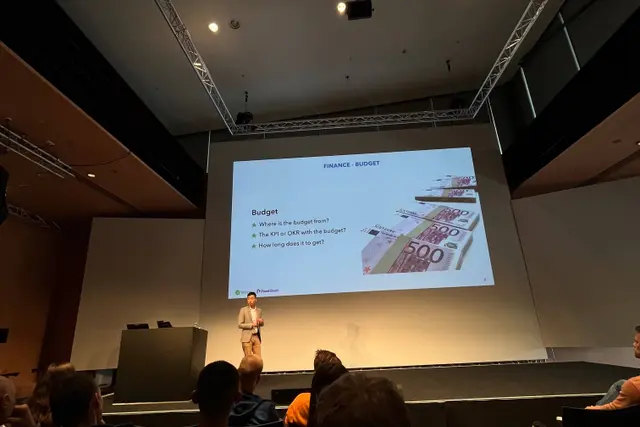 FINANCE - BUDGET
Budget
Where is the budget from?
The KPI or OKR with the budget?
How long does it to get?
500
500
500